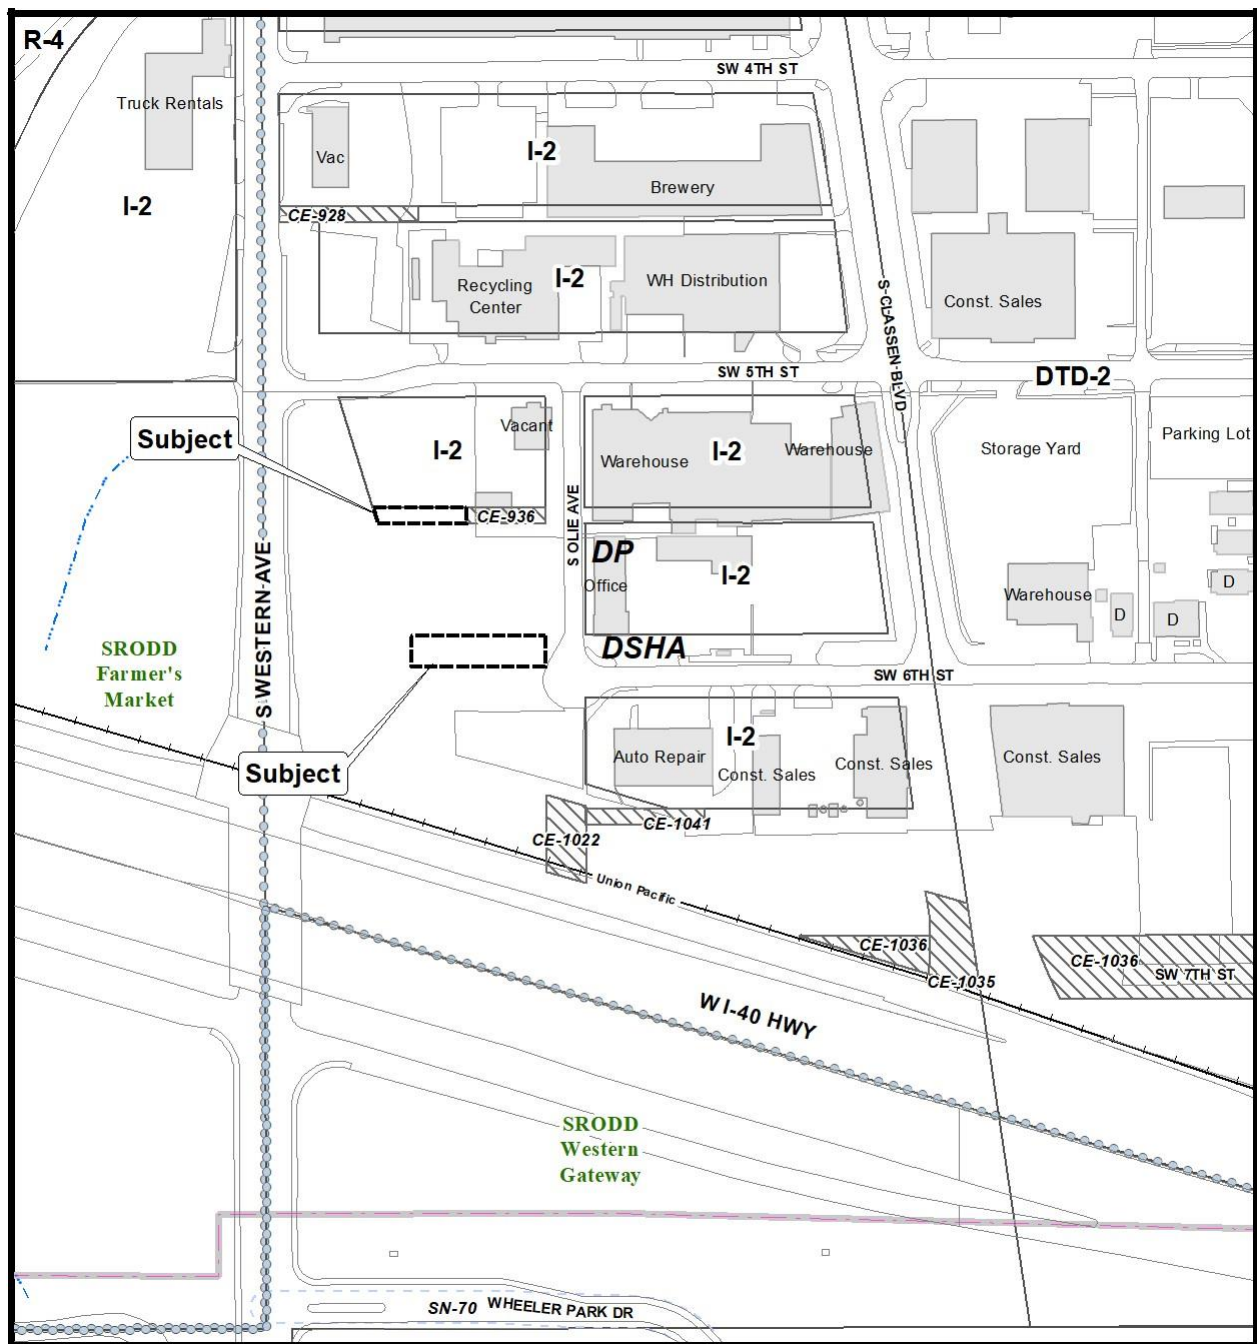 R-4
SW 4TH ST
Truck Rentals
Vac
I-2
Brewery
I-2
CE-928
Recycling
Center
I-2
WH Distribution
Const. Sales
S CLASSEN BLVD
SW 5TH ST
DTD-2
Subject
I-2
Vacant
Warehouse
I-2
Warehouse
Storage Yard
Parking Lot
CE-936
S OLIE AVE
DP
Office
I-2
Warehouse
D
D
D
S WESTERN AVE
DSHA
SW 6TH ST
SRODD
Farmer's
Market
Subject
Auto Repair
I-2
Const. Sales
Const. Sales
Const. Sales
CE-1041
CE-1022
Union Pacific
CE-1036
CE-1035
CE-1036
SW 7TH ST
W I-40 HWY
SRODD
Western
Gateway
SN-70
WHEELER PARK DR